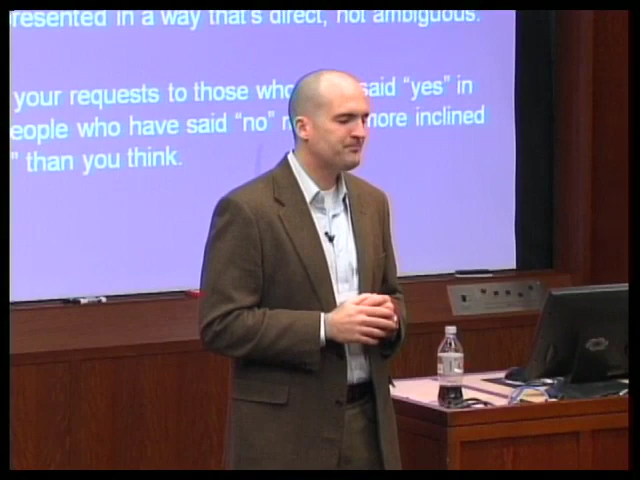 resented in a way that's direct, not ambiguous.
your requests to those who said “yes” in
eople who have said “no” more inclined
” than you think.